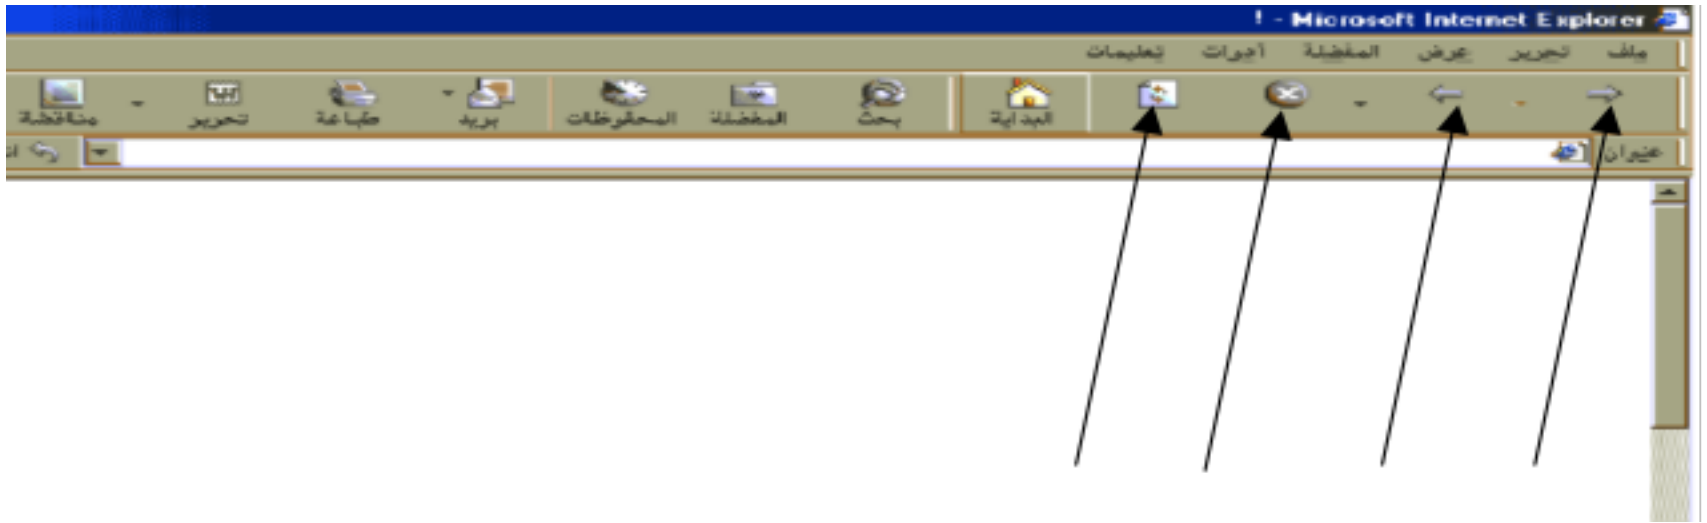 ! - Microsoft Internet Explorer
ملف تحرير عرض المفضلة أدوات تعليمات
البداية بحث المفضلة المحفوظات بريد طباعة تحرير مناقشة
عنوان